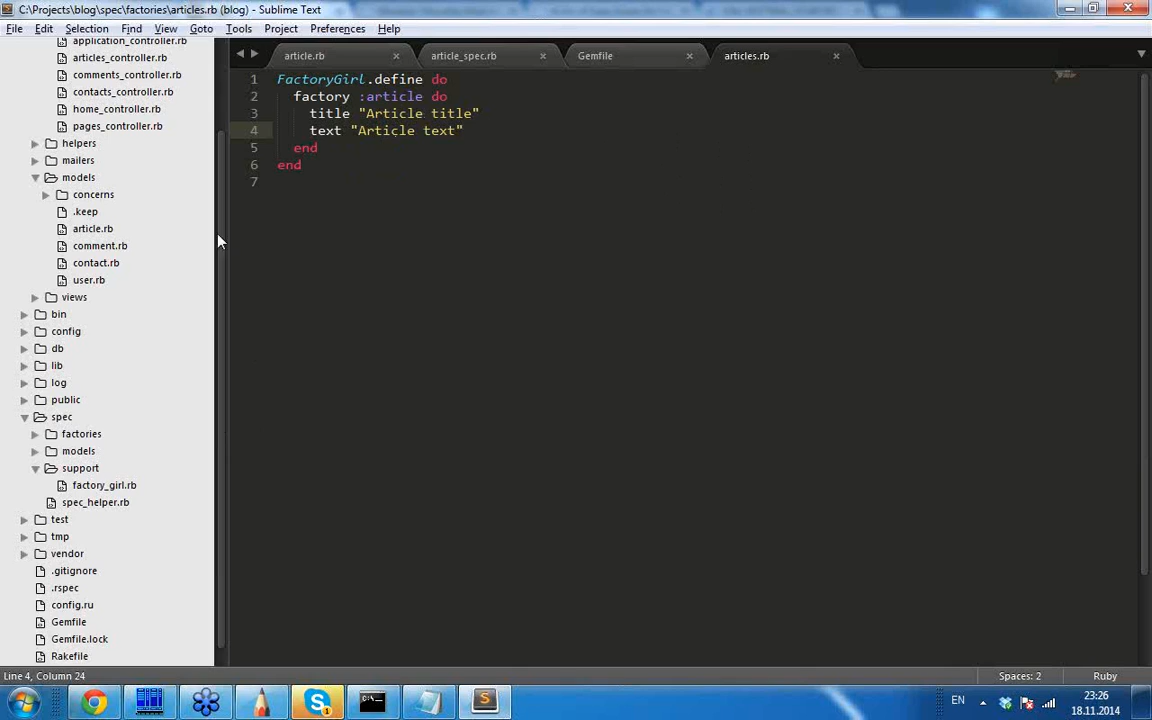 C:\Projects\blog\spec\factories\articles.rb (blog) - Sublime Text
File Edit Selection Find View Goto Tools Project Preferences Help
application_controller.rb
articles_controller.rb
comments_controller.rb
contacts_controller.rb
home_controller.rb
pages_controller.rb
helpers
mailers
models
concerns
.keep
article.rb
comment.rb
contact.rb
user.rb
views
bin
config
db
lib
log
public
spec
factories
models
support
factory_girl.rb
spec_helper.rb
test
tmp
vendor
.gitignore
.rspec
config.ru
Gemfile
Gemfile.lock
Rakefile
article.rb article_spec.rb Gemfile articles.rb
1 FactoryGirl.define do
2 factory :article do
3 title "Article title"
4 text "Article text"
5 end
6 end
7
Line 4, Column 24 Spaces: 2 Ruby
EN 23:26
18.11.2014